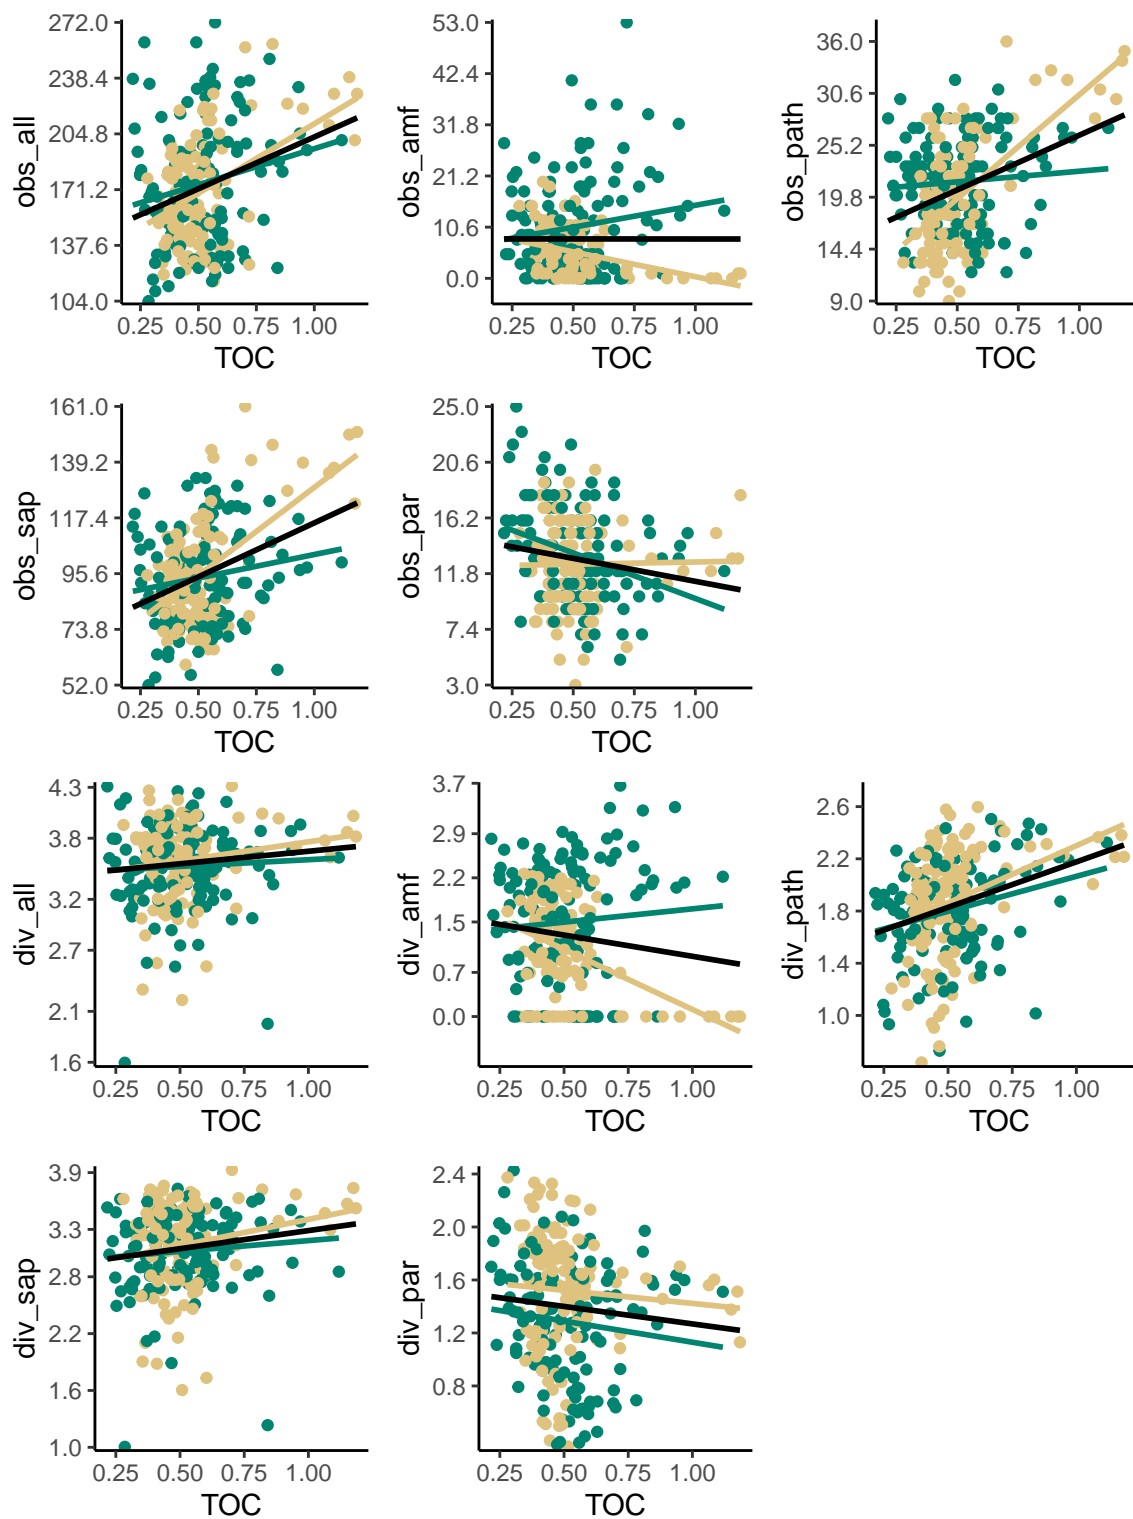 obs_all
272.0
238.4
204.8
171.2
137.6
104.0
0.25 0.50 0.75 1.00
TOC
obs_amf
53.0
42.4
31.8
21.2
10.6
0.0
0.25 0.50 0.75 1.00
TOC
obs_path
36.0
30.6
25.2
19.8
14.4
9.0
0.25 0.50 0.75 1.00
TOC
obs_sap
161.0
139.2
117.4
95.6
73.8
52.0
0.25 0.50 0.75 1.00
TOC
obs_par
25.0
20.6
16.2
11.8
7.4
3.0
0.25 0.50 0.75 1.00
TOC
div_all
4.3
3.8
3.2
2.7
2.1
1.6
0.25 0.50 0.75 1.00
TOC
div_amf
3.7
2.9
2.2
1.5
0.7
0.0
0.25 0.50 0.75 1.00
TOC
div_path
2.6
2.2
1.8
1.4
1.0
0.25 0.50 0.75 1.00
TOC
div_sap
3.9
3.3
2.8
2.2
1.6
1.0
0.25 0.50 0.75 1.00
TOC
div_par
2.4
2.0
1.6
1.2
0.8
0.25 0.50 0.75 1.00
TOC